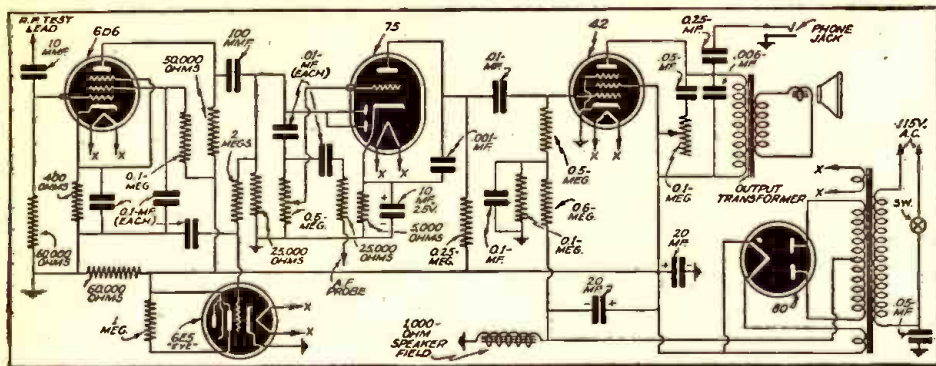 R.F. TEST
LEAD
10
MMF.
6D6
50,000
OHMS
100
MMF.
.01-
MF.
(EACH)
75
.01-
MF.
42
0.25-
MF.
PHONE
JACK
.05-
MF.
.006-
MF.
115V.
A.C.
SW.
.05-
MF.
400
OHMS
60,000
OHMS
0.1-MF.
(EACH)
0.1-
MEG.
2
MEGS.
25,000
OHMS
0.5-
MEG.
25,000
OHMS
A.F.
PROBE
10
MF.
25V.
5,000
OHMS
.001-
MF.
0.25-
MEG.
0.1-
MF.
0.5-
MEG.
0.6-
MEG.
0.1-
MEG.
0.1-
MEG.
OUTPUT
TRANSFORMER
20
MF.
20
MF.
80
60,000
OHMS
1
MEG.
6E5
"EYE"
1,000-
OHM
SPEAKER
FIELD
X
X
X
X
X
X
X
X
X
X